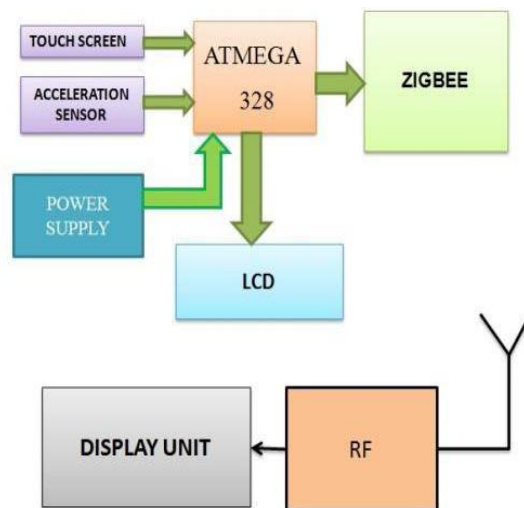 TOUCH SCREEN
ACCELERATION
SENSOR
ATMEGA
328
ZIGBEE
POWER
SUPPLY
LCD
DISPLAY UNIT
RF